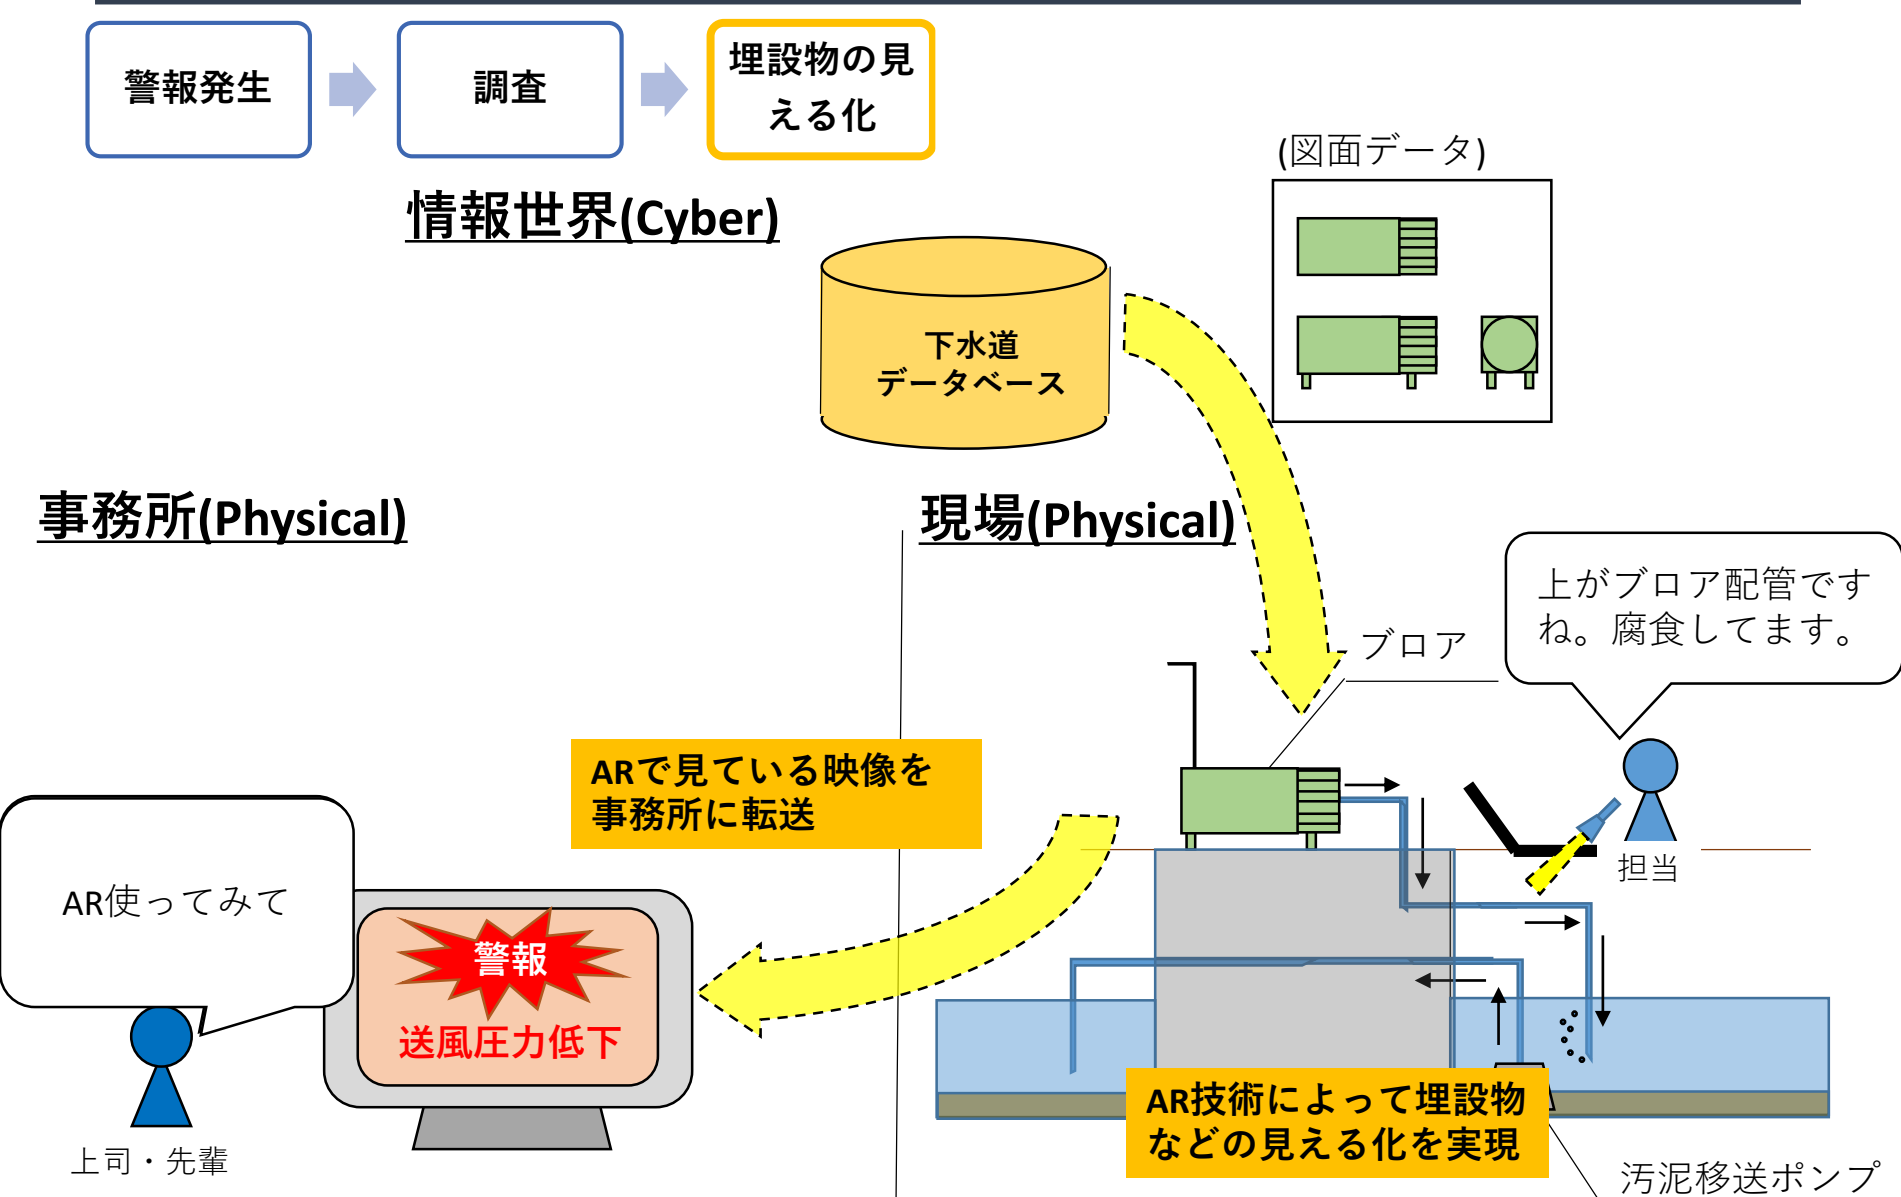 警報発生
調査
埋設物の見
える化
(図面データ)
情報世界(Cyber)
下水道
データベース
事務所(Physical)
現場(Physical)
上がブロア配管です
ね。腐食してます。
ブロア
ARで見ている映像を
事務所に転送
担当
AR使ってみて
警報
送風圧力低下
AR技術によって埋設物
などの見える化を実現
上司・先輩
汚泥移送ポンプ